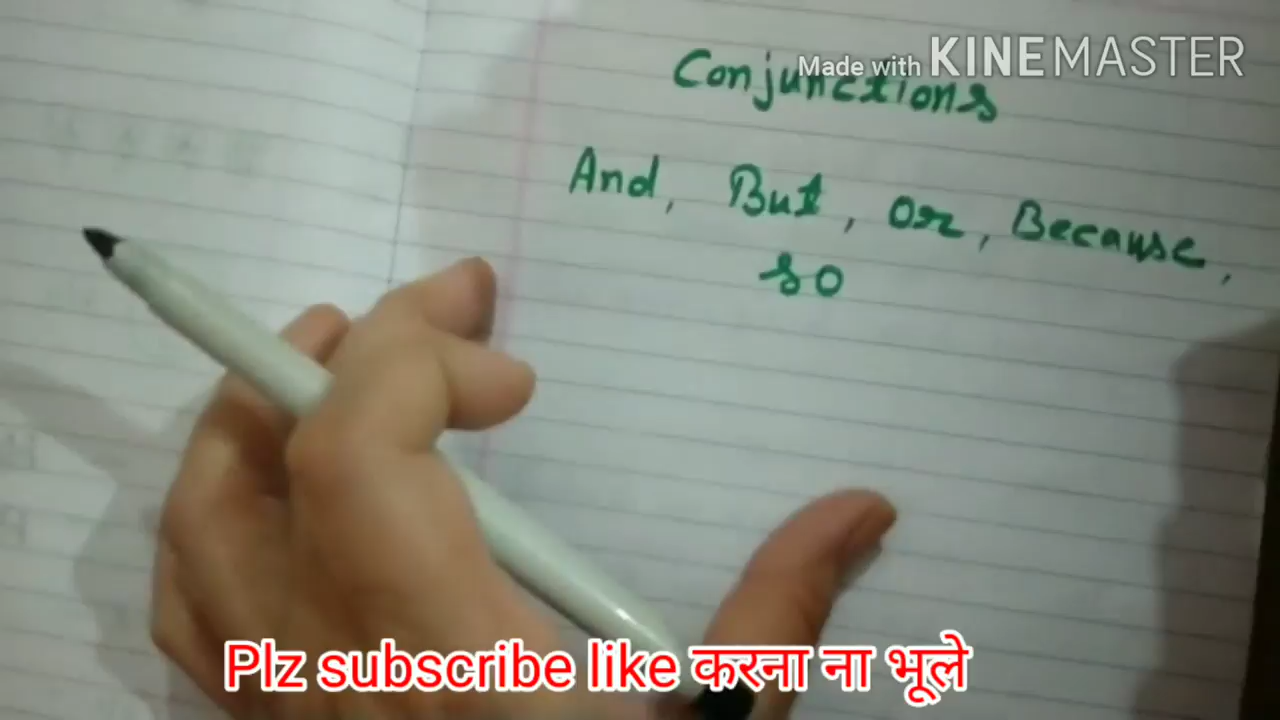 Made with KINEMASTER
Conjunctions
And, But, Or, Because,
so
Plz subscribe like करना ना भूले